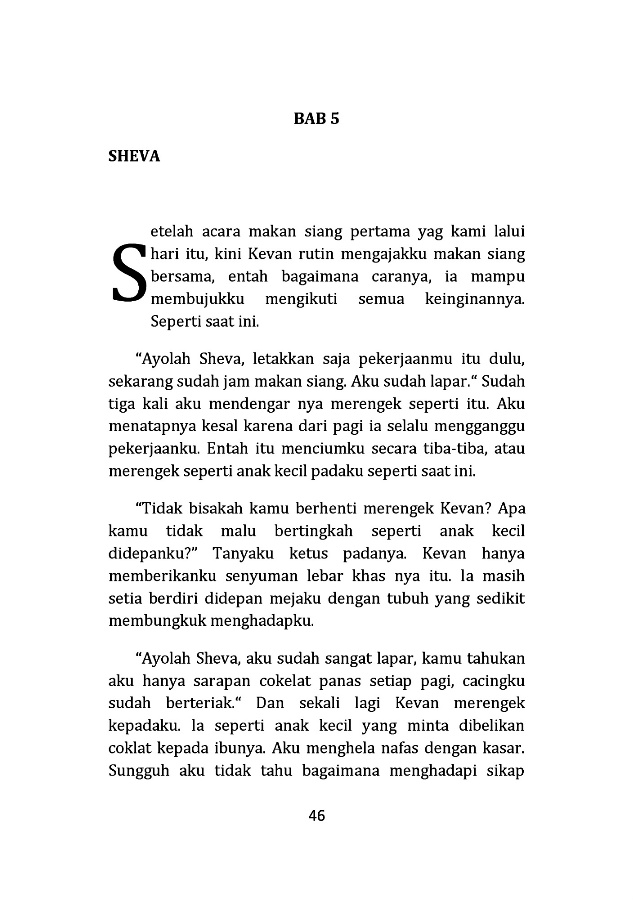 BAB 5
SHEVA
Setelah acara makan siang pertama yag kami lalui
hari itu, kini Kevan rutin mengajakku makan siang
bersama, entah bagaimana caranya, ia mampu
membujukku mengikuti semua keinginannya.
Seperti saat ini.
“Ayolah Sheva, letakkan saja pekerjaanmu itu dulu,
sekarang sudah jam makan siang. Aku sudah lapar.“ Sudah
tiga kali aku mendengar nya merengek seperti itu. Aku
menatapnya kesal karena dari pagi ia selalu mengganggu
pekerjaanku. Entah itu menciumku secara tiba-tiba, atau
merengek seperti anak kecil padaku seperti saat ini.
“Tidak bisakah kamu berhenti merengek Kevan? Apa
kamu tidak malu bertingkah seperti anak kecil
didepanku?” Tanyaku ketus padanya. Kevan hanya
memberikanku senyuman lebar khas nya itu. Ia masih
setia berdiri didepan mejaku dengan tubuh yang sedikit
membungkuk menghadapku.
“Ayolah Sheva, aku sudah sangat lapar, kamu tahukan
aku hanya sarapan cokelat panas setiap pagi, cacingku
sudah berteriak.“ Dan sekali lagi Kevan merengek
kepadaku. Ia seperti anak kecil yang minta dibelikan
coklat kepada ibunya. Aku menghela nafas dengan kasar.
Sungguh aku tidak tahu bagaimana menghadapi sikap
46